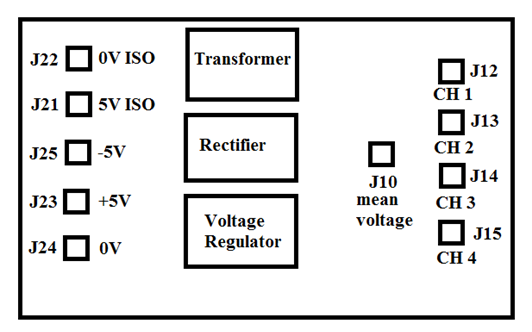 J22 0V ISO
J21 5V ISO
J25 -5V
J23 +5V
J24 0V
Transformer
Rectifier
Voltage
Regulator
J10
mean
voltage
J12
CH 1
J13
CH 2
J14
CH 3
J15
CH 4